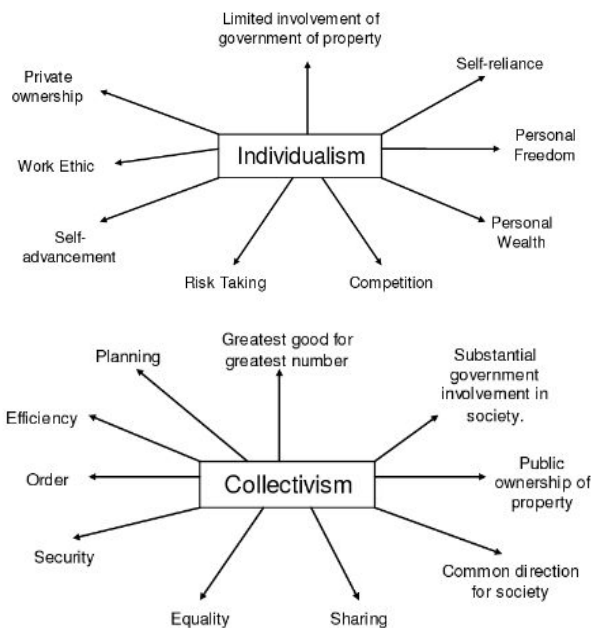 Limited involvement of
government of property
Private
ownership
Self-reliance
Individualism
Personal
Freedom
Work Ethic
Self-
advancement
Personal
Wealth
Risk Taking
Competition
Greatest good for
greatest number
Planning
Substantial
government
involvement in
society.
Efficiency
Order
Collectivism
Public
ownership of
property
Security
Common direction
for society
Equality
Sharing